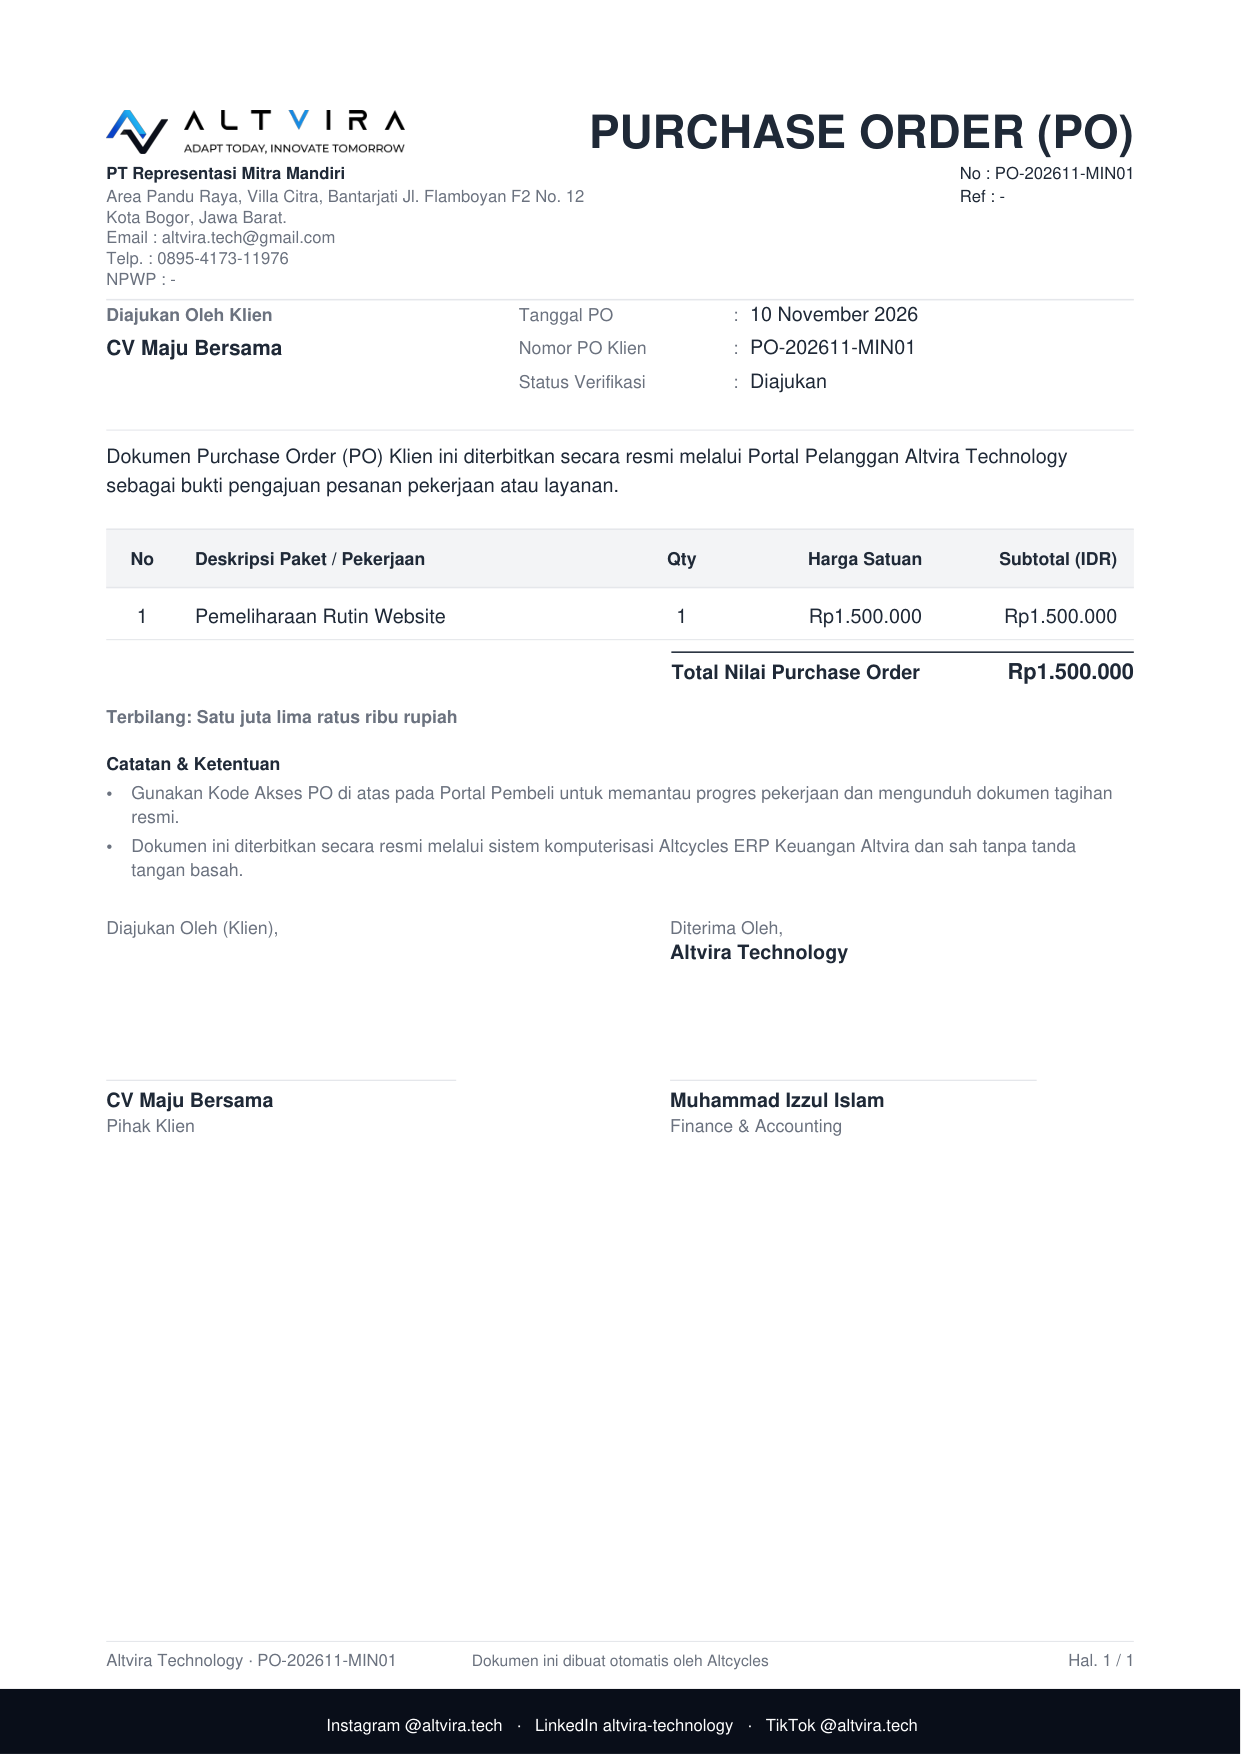 ALTVIRA
ADAPT TODAY, INNOVATE TOMORROW
PURCHASE ORDER (PO)
PT Representasi Mitra Mandiri
No : PO-202611-MIN01
Area Pandu Raya, Villa Citra, Bantarjati Jl. Flamboyan F2 No. 12
Ref : -
Kota Bogor, Jawa Barat.
Email : altvira.tech@gmail.com
Telp. : 0895-4173-11976
NPWP : -
Diajukan Oleh Klien
Tanggal PO : 10 November 2026
CV Maju Bersama
Nomor PO Klien : PO-202611-MIN01
Status Verifikasi : Diajukan
Dokumen Purchase Order (PO) Klien ini diterbitkan secara resmi melalui Portal Pelanggan Altvira Technology
sebagai bukti pengajuan pesanan pekerjaan atau layanan.
No Deskripsi Paket / Pekerjaan Qty Harga Satuan Subtotal (IDR)
1 Pemeliharaan Rutin Website 1 Rp1.500.000 Rp1.500.000
Total Nilai Purchase Order Rp1.500.000
Terbilang: Satu juta lima ratus ribu rupiah
Catatan & Ketentuan
• Gunakan Kode Akses PO di atas pada Portal Pembeli untuk memantau progres pekerjaan dan mengunduh dokumen tagihan
resmi.
• Dokumen ini diterbitkan secara resmi melalui sistem komputerisasi Altcycles ERP Keuangan Altvira dan sah tanpa tanda
tangan basah.
Diajukan Oleh (Klien),
Diterima Oleh,
Altvira Technology
CV Maju Bersama
Pihak Klien
Muhammad Izzul Islam
Finance & Accounting
Altvira Technology · PO-202611-MIN01 Dokumen ini dibuat otomatis oleh Altcycles Hal. 1 / 1
Instagram @altvira.tech · LinkedIn altvira-technology · TikTok @altvira.tech